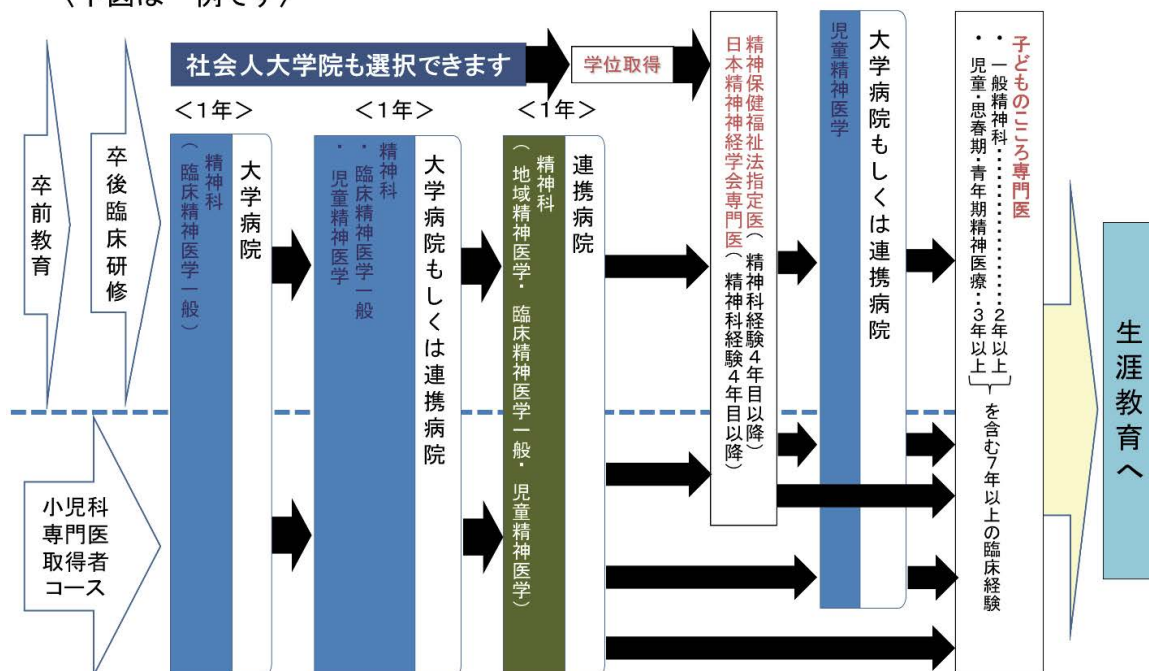 社会人大学院も選択できます
学位取得
<1年>
<1年>
<1年>
卒前教育
卒後臨床研修
大学病院
精神科
(臨床精神医学一般)
大学病院もしくは連携病院
精神科
・臨床精神医学一般
・児童精神医学
連携病院
精神科
(地域精神医学・臨床精神医学一般・児童精神医学)
精神保健福祉法指定医(精神科経験4年目以降)
日本精神神経学会専門医(精神科経験4年目以降)
大学病院もしくは連携病院
児童精神医学
子どものこころ専門医
・一般精神科・・・・・・・・・・・・・・・2年以上
・児童・思春期・青年期精神医療・・3年以上
を含む7年以上の臨床経験
生涯教育へ
小児科
専門医
取得者
コース